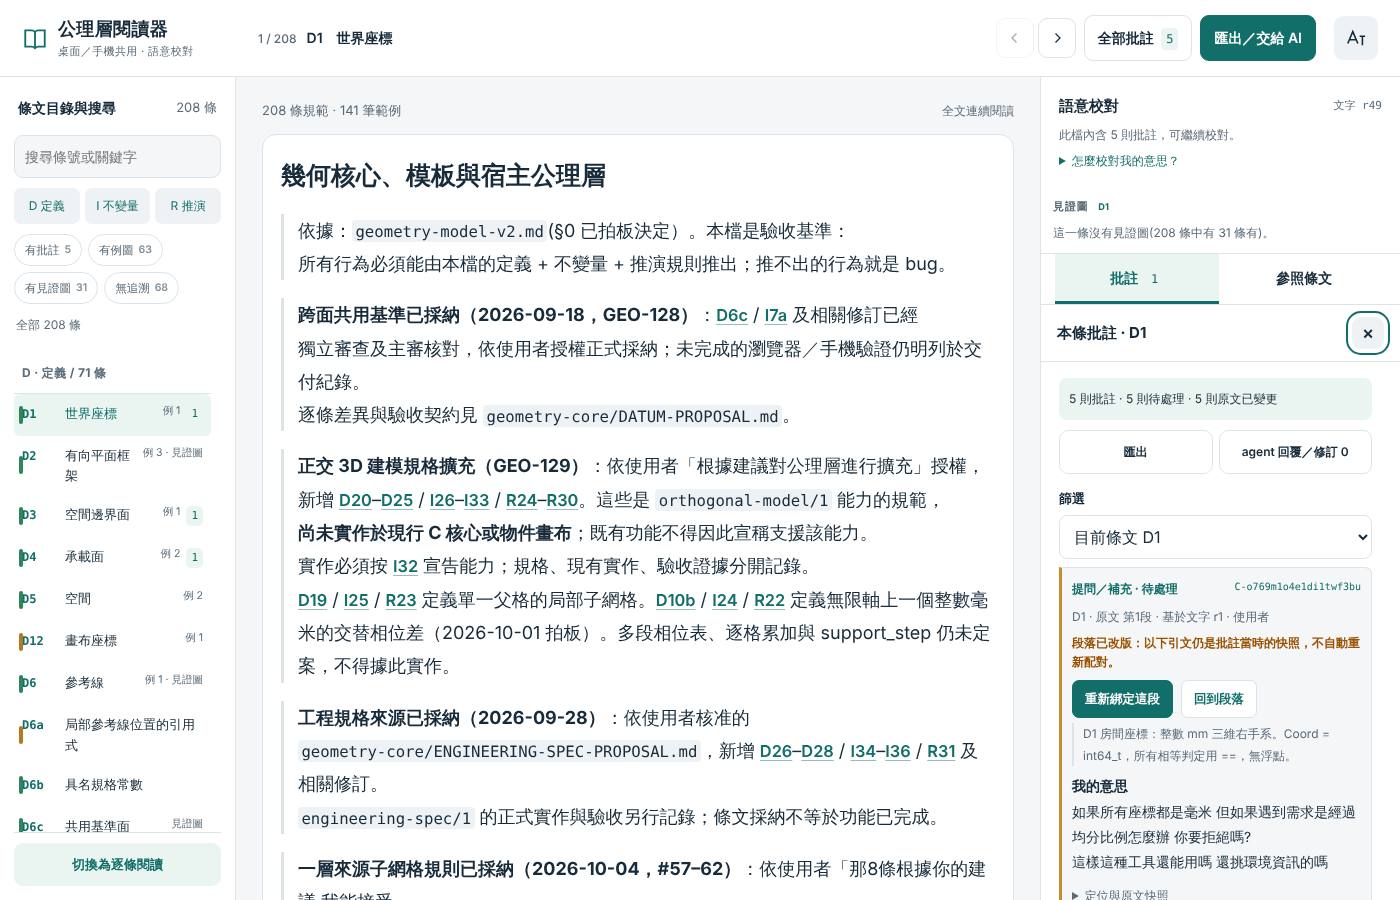 公理層閱讀器
桌面／手機共用 · 語意校對
1 / 208 D1 世界座標
全部批註 5
匯出／交給 AI
條文目錄與搜尋 208 條
搜尋條號或關鍵字
D 定義 I 不變量 R 推演
有批註 5 有例圖 63
有見證圖 31 無追溯 68
全部 208 條
D · 定義 / 71 條
D1 世界座標 例 1 1
D2 有向平面框架 例 3 · 見證圖
D3 空間邊界面 例 1 1
D4 承載面 例 2 1
D5 空間 例 2
D12 畫布座標 例 1
D6 參考線 例 1 · 見證圖
D6a 局部參考線位置的引用式
D6b 具名規格常數
D6c 共用基準面 見證圖
切換為逐條閱讀
208 條規範 · 141 筆範例 全文連續閱讀
幾何核心、模板與宿主公理層
依據：geometry-model-v2.md(§0 已拍板決定）。本檔是驗收基準：
所有行為必須能由本檔的定義 + 不變量 + 推演規則推出；推不出的行為就是 bug。
跨面共用基準已採納（2026-09-18，GEO-128）：D6c / I7a 及相關修訂已經
獨立審查及主審核對，依使用者授權正式採納；未完成的瀏覽器／手機驗證仍明列於交
付紀錄。
逐條差異與驗收契約見 geometry-core/DATUM-PROPOSAL.md。
正交 3D 建模規格擴充（GEO-129）：依使用者「根據建議對公理層進行擴充」授權，
新增 D20–D25 / I26–I33 / R24–R30。這些是 orthogonal-model/1 能力的規範，
尚未實作於現行 C 核心或物件畫布；既有功能不得因此宣稱支援該能力。
實作必須按 I32 宣告能力；規格、現有實作、驗收證據分開記錄。
D19 / I25 / R23 定義單一父格的局部子網格。D10b / I24 / R22 定義無限軸上一個整數毫
米的交替相位差（2026-10-01 拍板）。多段相位表、逐格累加與 support_step 仍未定
案，不得據此實作。
工程規格來源已採納（2026-09-28）：依使用者核准的
geometry-core/ENGINEERING-SPEC-PROPOSAL.md，新增 D26–D28 / I34–I36 / R31 及
相關修訂。
engineering-spec/1 的正式實作與驗收另行記錄；條文採納不等於功能已完成。
一層來源子網格規則已採納（2026-10-04，#57–62）：依使用者「那8條根據你的建
議 我能接受
語意校對 文字 r49
此檔內含 5 則批註，可繼續校對。
▶ 怎麼校對我的意思？
見證圖 D1
這一條沒有見證圖(208 條中有 31 條有)。
批註 1 參照條文
本條批註 · D1 ×
5 則批註 · 5 則待處理 · 5 則原文已變更
匯出 agent 回覆／修訂 0
篩選
目前條文 D1
提問／補充 · 待處理 C-o769m1o4e1di1twf3bu
D1 · 原文 第1段 · 基於文字 r1 · 使用者
段落已改版：以下引文仍是批註當時的快照，不自動重
新配對。
重新綁定這段 回到段落
D1 房間座標：整數 mm 三維右手系。Coord =
int64_t，所有相等判定用 ==，無浮點。
我的意思
如果所有座標都是毫米 但如果遇到需求是經過
均分比例怎麼辦 你要拒絕嗎?
這樣這種工具還能用嗎 還挑環境資訊的嗎
▶ 定位與原文快照